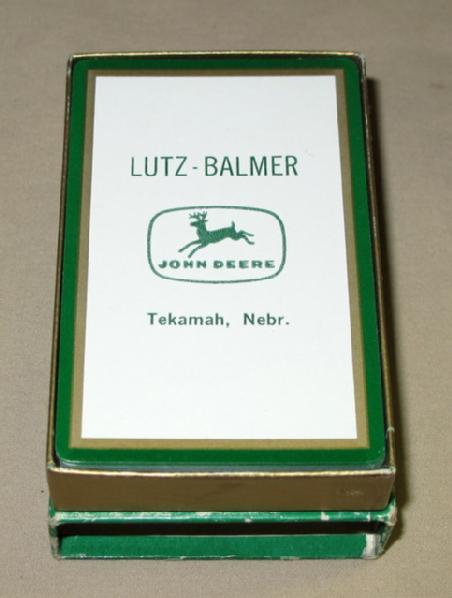 LUTZ-BALMER
JOHN DEERE
Tekamah, Nebr.